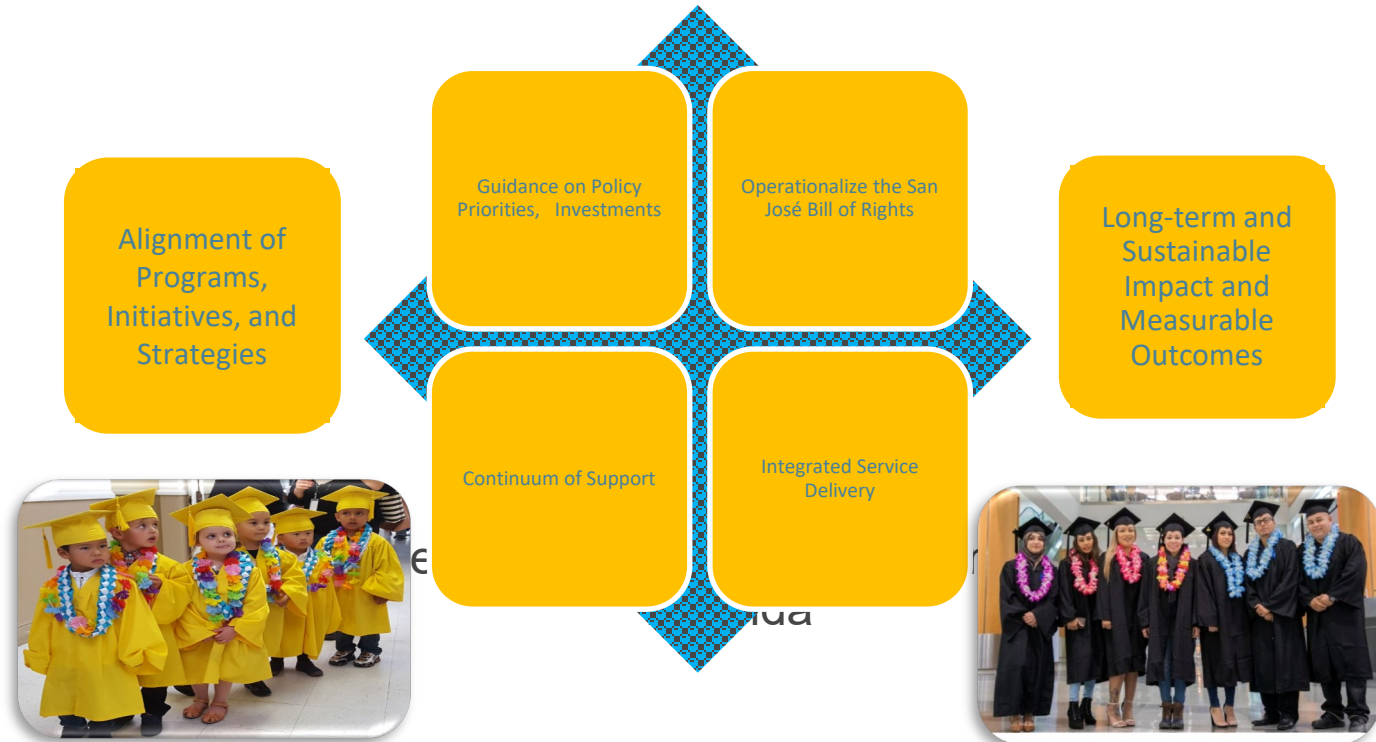 Guidance on Policy
Priorities, Investments
Operationalize the San
José Bill of Rights
Alignment of
Programs,
Initiatives, and
Strategies
Long-term and
Sustainable
Impact and
Measurable
Outcomes
Continuum of Support
Integrated Service
Delivery